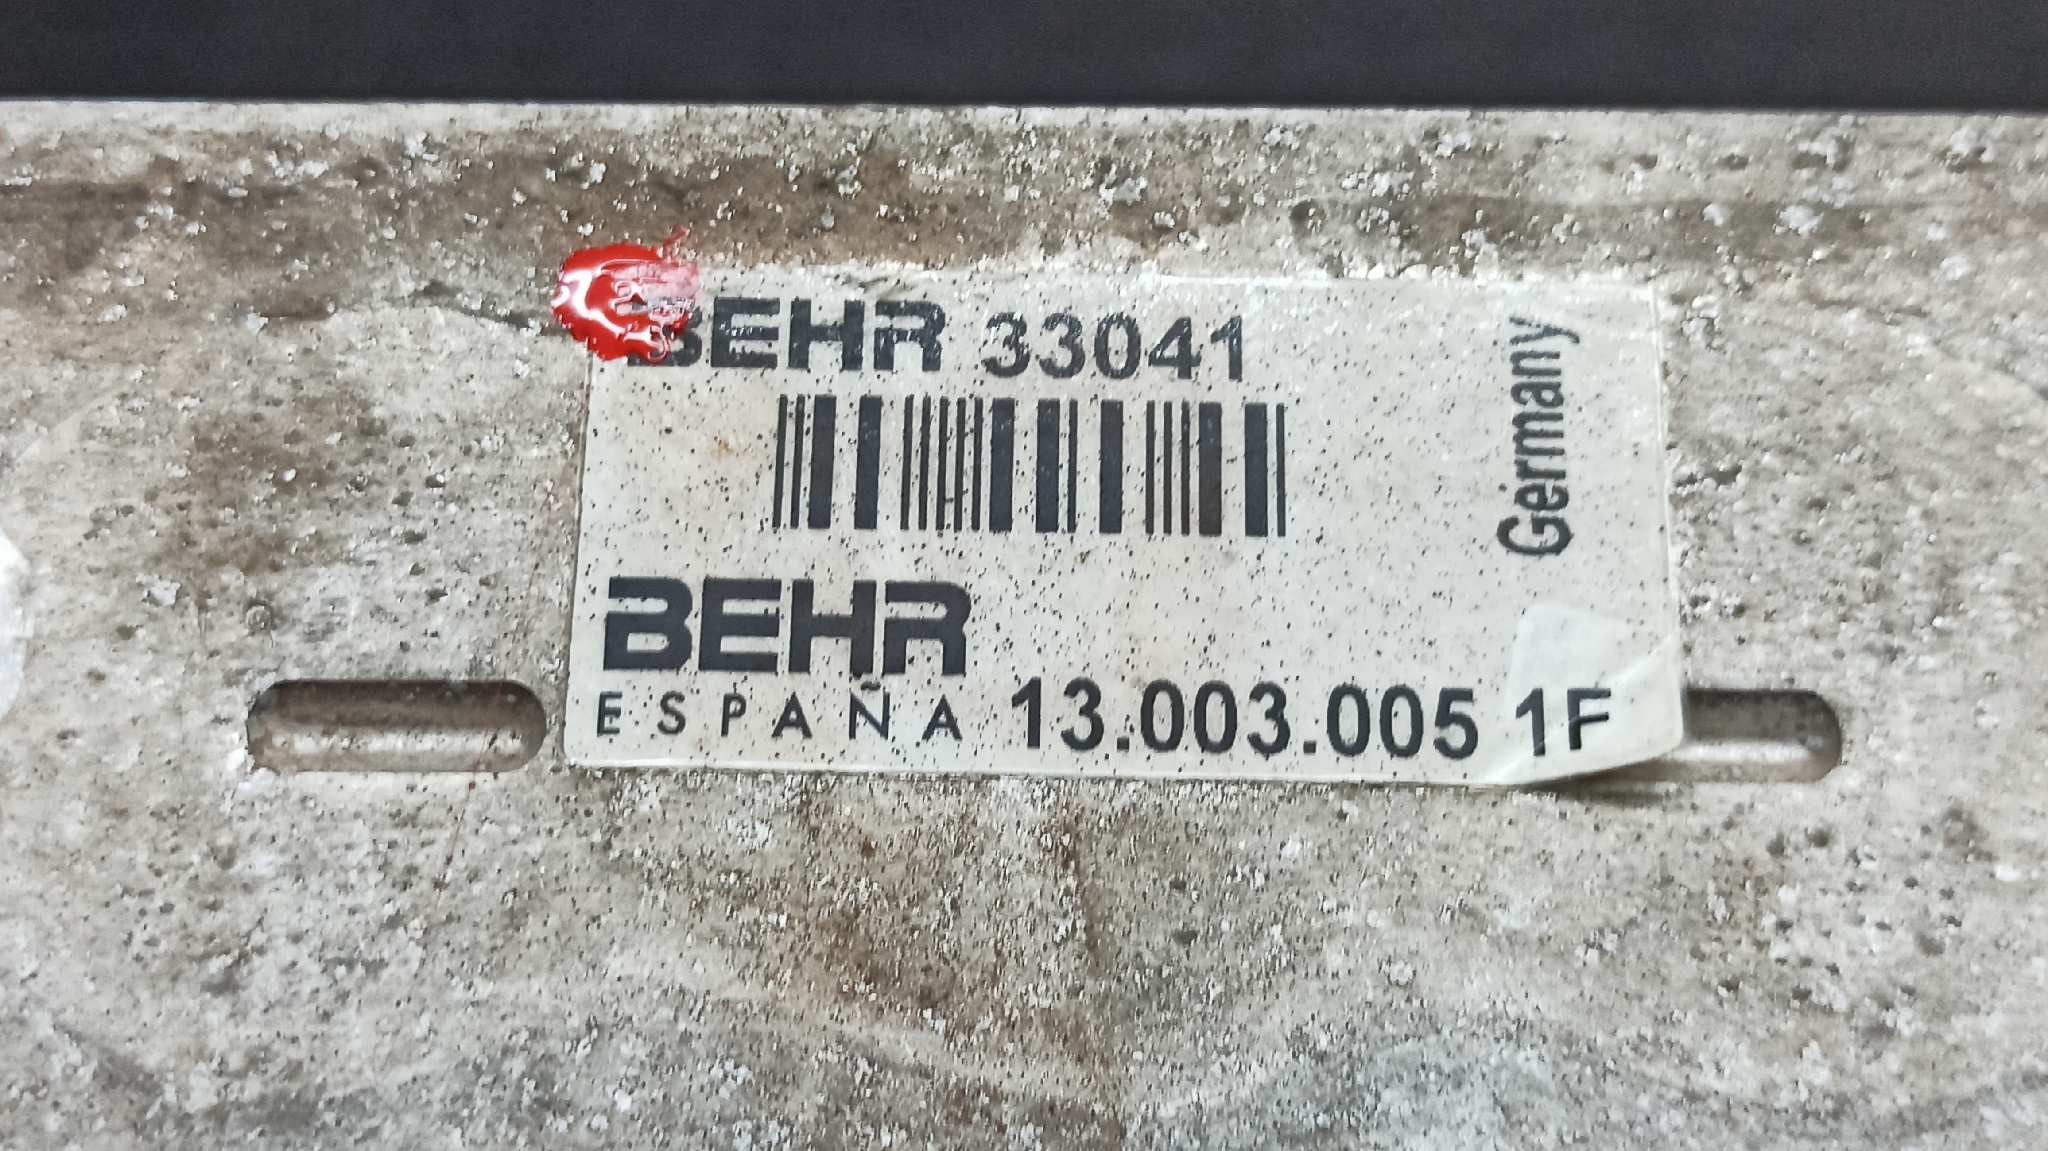 BEHR 33041
Germany
BEHR
ESPAÑA 13.003.005 1F